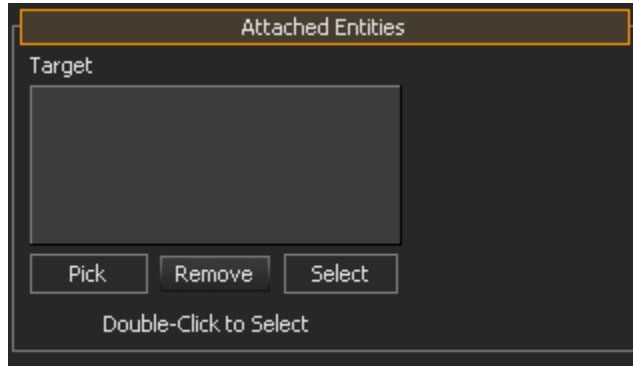 Attached Entities
Target
Pick Remove Select
Double-Click to Select